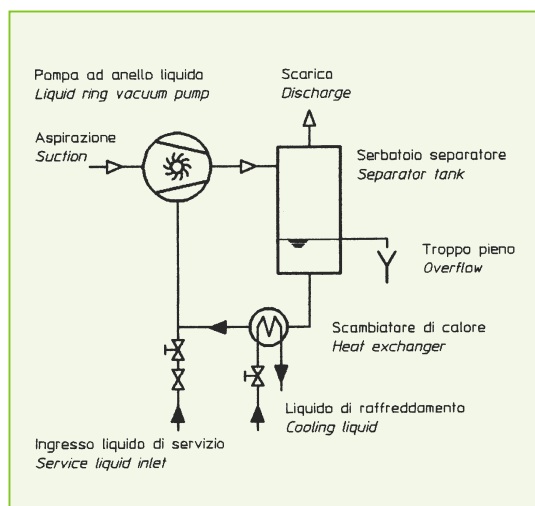 Pompa ad anello liquida
Liquid ring vacuum pump
Scarica
Discharge
Aspirazione
Suction
Serbatoio separatore
Separator tank
Troppo pieno
Overflow
Scambiatore di calore
Heat exchanger
Liquido di raffreddamento
Cooling liquid
Ingresso liquido di servizio
Service liquid inlet